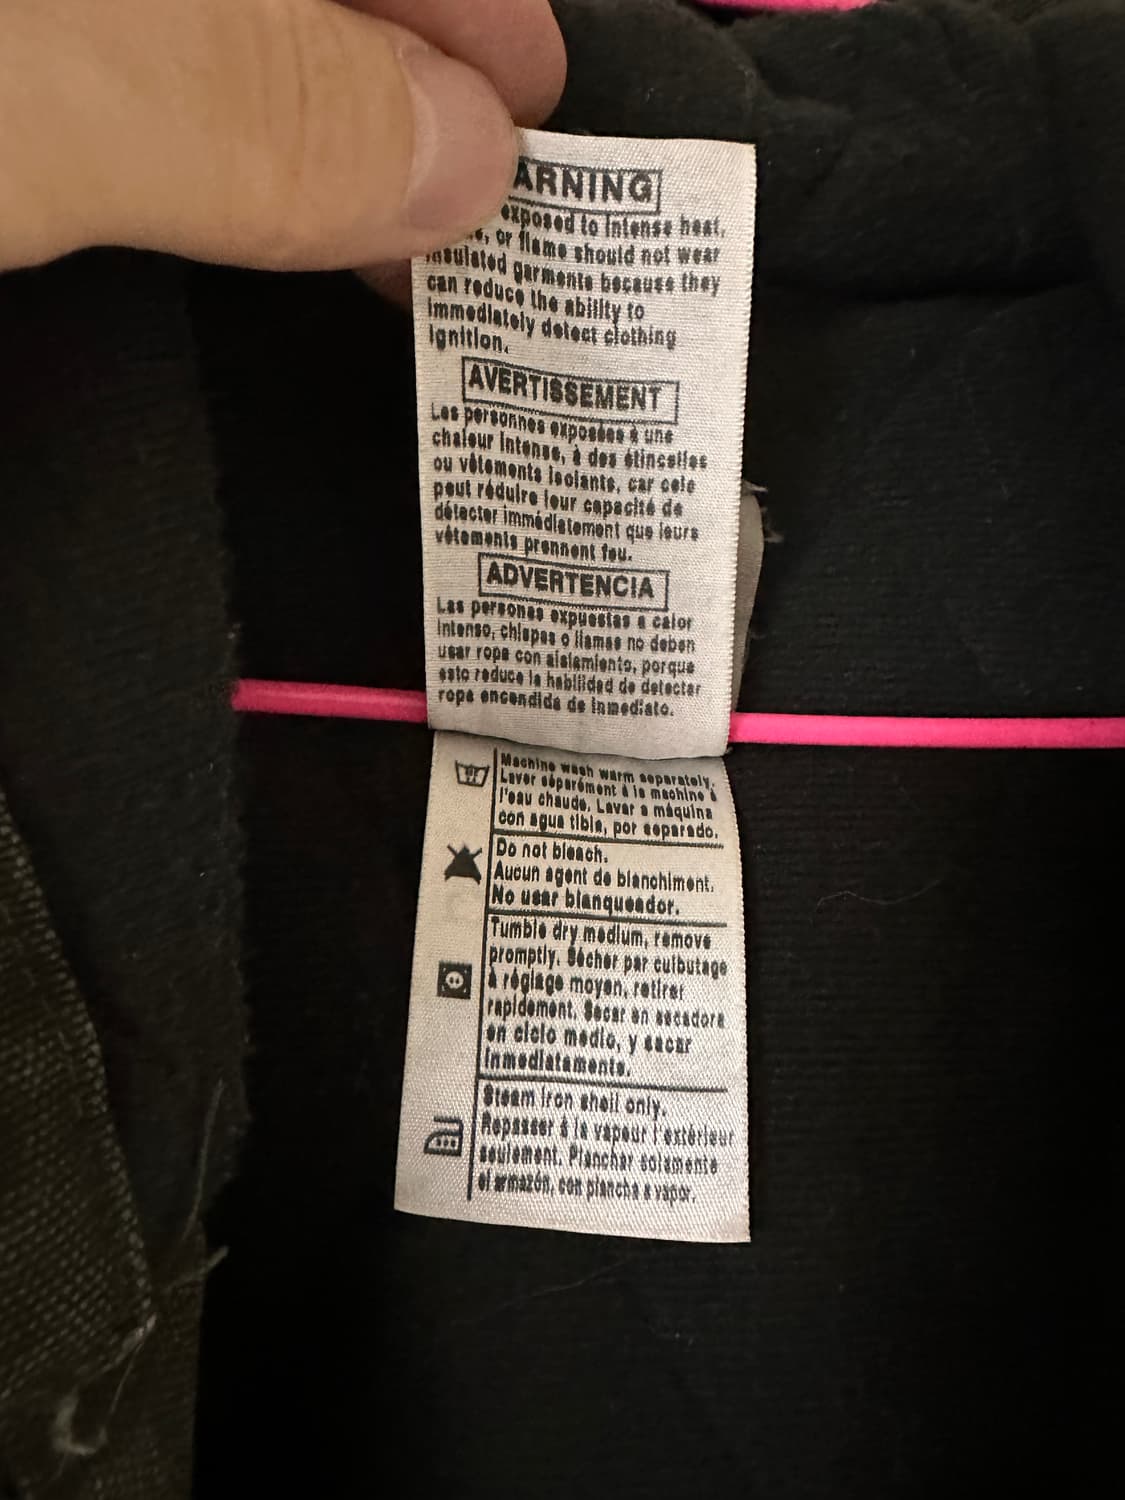 ARNING
exposed to intense heat,
or flame should not wear
insulated garments because they
can reduce the ability to
immediately detect clothing
ignition.
AVERTISSEMENT
Les personnes exposées à une
chaleur intense, à des étincelles
ou vêtements isolants, car cele
peut réduire leur capacité de
détecter immédiatement que leurs
vêtements prennent feu.
ADVERTENCIA
Las personas expuestas a calor
intenso, chispas o llamas no deben
usar ropa con aislamiento, porque
esto reduce la habilidad de detectar
ropa encendida de inmediato.
Machine wash warm separately.
Laver séparément à la machine à
l'eau chaude. Lavar a máquina
con agua tibia, por separado.
Do not bleach.
Aucun agent de blanchiment.
No usar blanqueador.
Tumble dry medium, remove
promptly. Sécher par culbutage
à réglage moyen, retirer
rapidement. Secar en secadora
en ciclo medio, y sacar
inmediatamente.
Steam iron shell only.
Repasser à la vapeur l'extérieur
seulement. Planchar solamente
el armazón, con plancha a vapor.